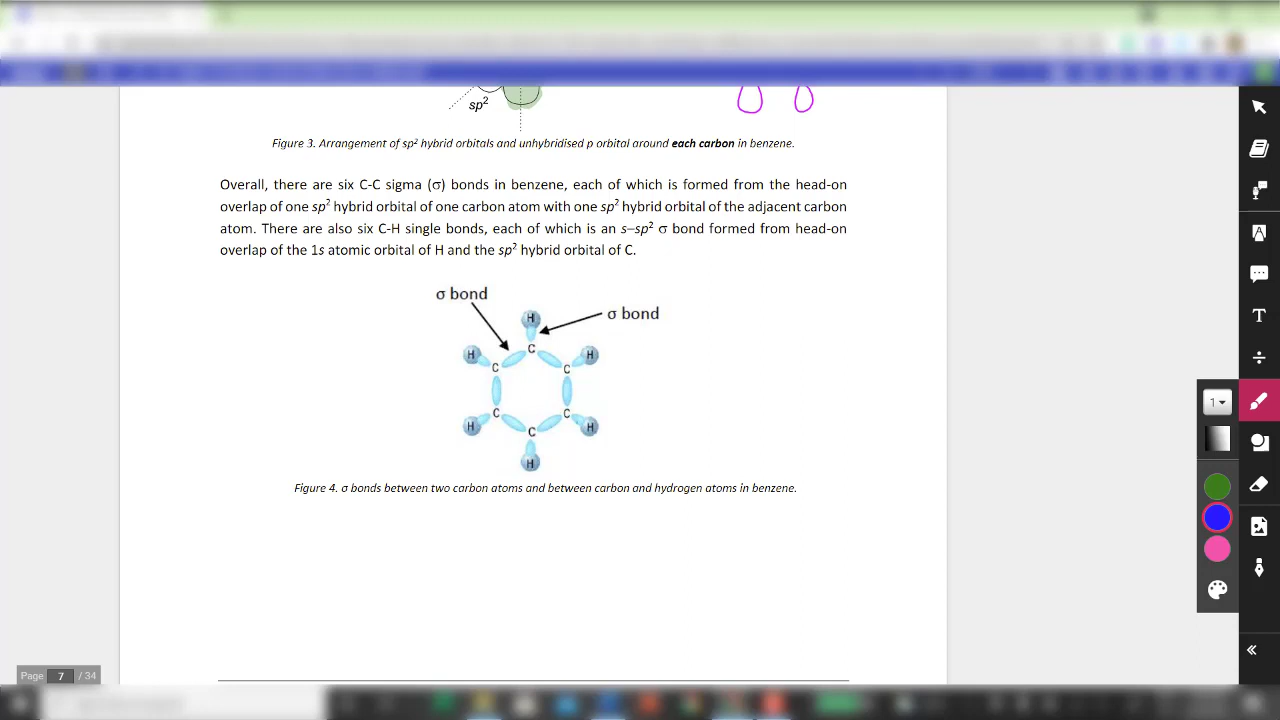 sp²
Figure 3. Arrangement of sp² hybrid orbitals and unhybridised p orbital around each carbon in benzene.
Overall, there are six C-C sigma (σ) bonds in benzene, each of which is formed from the head-on
overlap of one sp² hybrid orbital of one carbon atom with one sp² hybrid orbital of the adjacent carbon
atom. There are also six C-H single bonds, each of which is an s–sp² σ bond formed from head-on
overlap of the 1s atomic orbital of H and the sp² hybrid orbital of C.
σ bond
σ bond
H
C
H
H
C
C
C
C
H
H
C
H
Figure 4. σ bonds between two carbon atoms and between carbon and hydrogen atoms in benzene.
1
Page 7 / 34